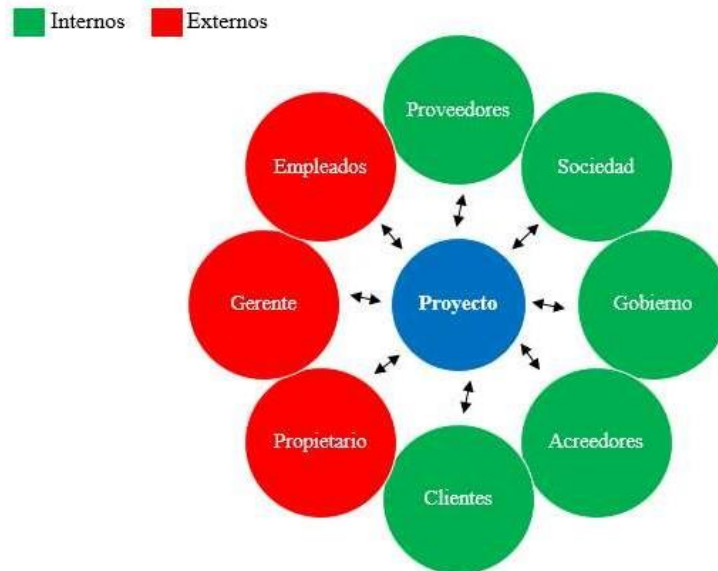 Internos
Externos
Proveedores
Empleados
Sociedad
Gerente
Proyecto
Gobierno
Propietario
Acreedores
Clientes